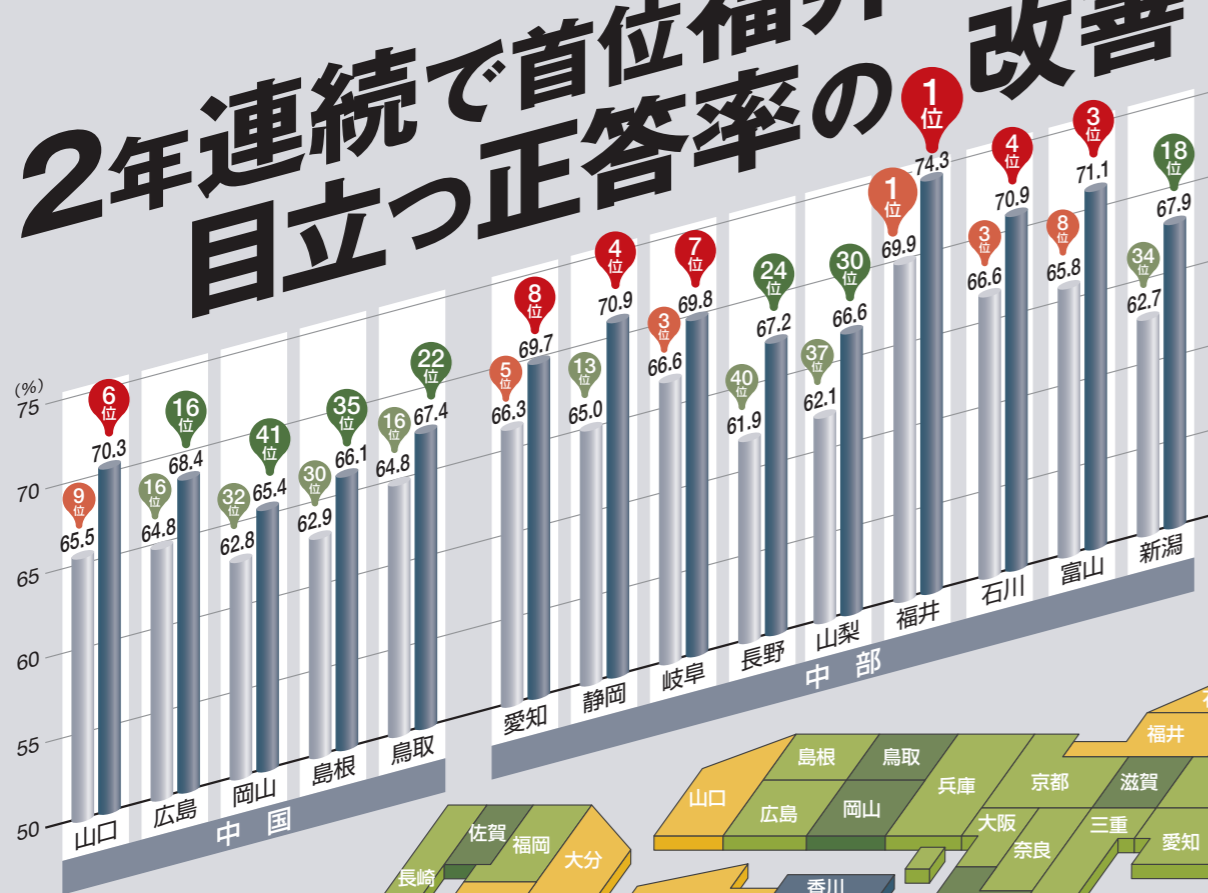 2年連続で首位福井
目立つ正答率の改善
(%)
75
70
65
60
55
50
9位
65.5
6位
70.3
山口
16位
64.8
16位
68.4
広島
32位
62.8
41位
65.4
岡山
30位
62.9
35位
66.1
島根
16位
64.8
22位
67.4
鳥取
中国
5位
66.3
8位
69.7
愛知
13位
65.0
4位
70.9
静岡
3位
66.6
7位
69.8
岐阜
40位
61.9
24位
67.2
長野
37位
62.1
30位
66.6
山梨
1位
69.9
1位
74.3
福井
3位
66.6
4位
70.9
石川
8位
65.8
3位
71.1
富山
34位
62.7
18位
67.9
新潟
中部
福井
島根
鳥取
兵庫
京都
滋賀
山口
広島
岡山
大阪
奈良
三重
愛知
佐賀
福岡
大分
長崎
香川